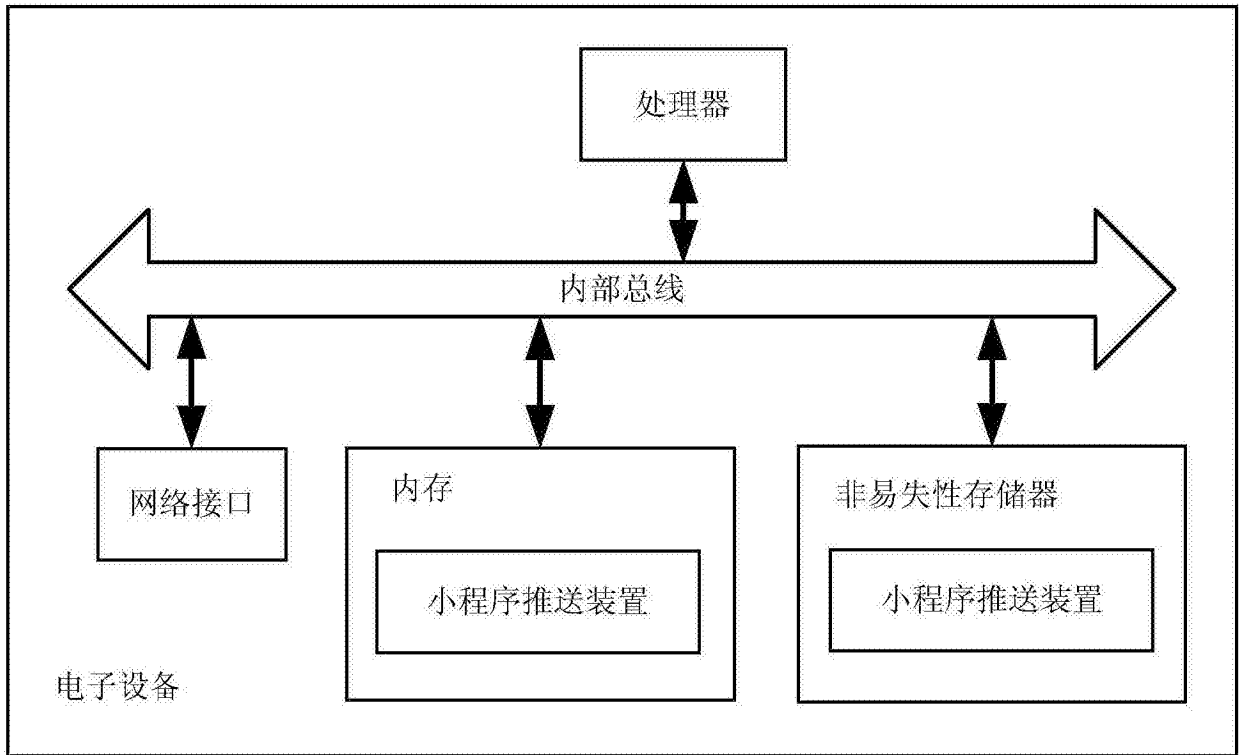 处理器
内部总线
网络接口
内存
小程序推送装置
非易失性存储器
小程序推送装置
电子设备